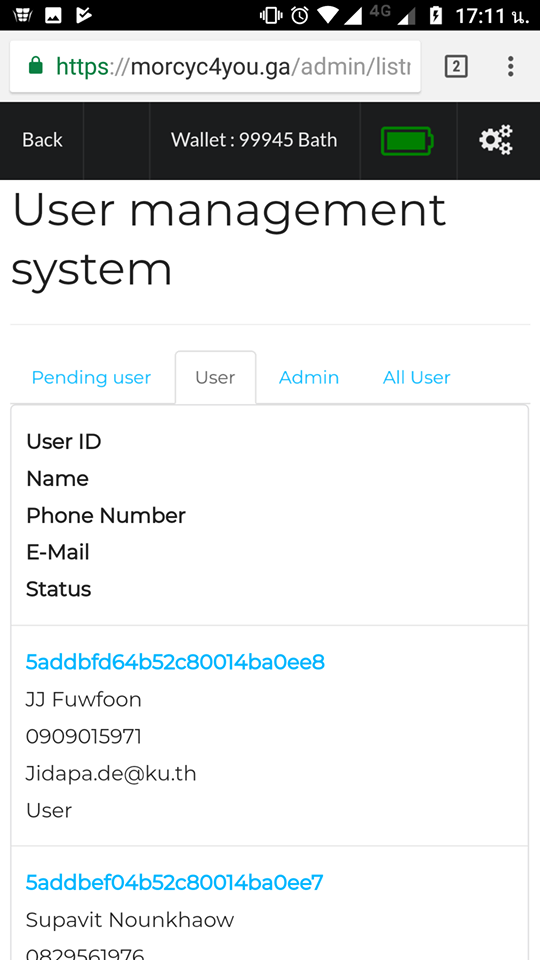 4G
17:11 น.
https://morcyc4you.ga/admin/listr
2
Back
Wallet : 99945 Bath
User management
system
Pending user
User
Admin
All User
User ID
Name
Phone Number
E-Mail
Status
5addbfd64b52c80014ba0ee8
JJ Fuwfoon
0909015971
Jidapa.de@ku.th
User
5addbef04b52c80014ba0ee7
Supavit Nounkhaow
0829561976